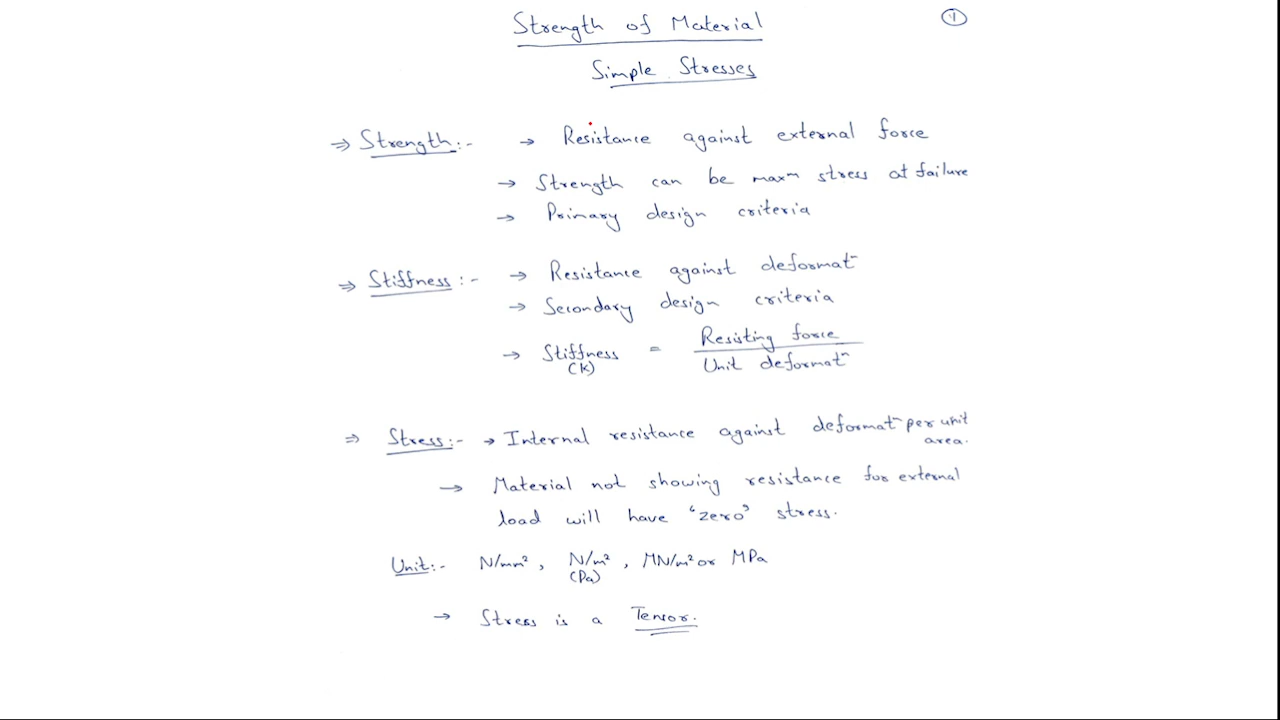 Strength of Material
①
Simple Stresses
⇒ Strength:- → Resistance against external force
→ Strength can be maxᵐ stress at failure
→ Primary design criteria
⇒ Stiffness:- → Resistance against deformatⁿ
→ Secondary design criteria
→ Stiffness = Resisting force
(K) Unit deformatⁿ
⇒ Stress:- → Internal resistance against deformatⁿ per unit
area.
→ Material not showing resistance for external
load will have 'zero' stress.
Unit:- N/mm², N/m², MN/m² or MPa
(Pa)
→ Stress is a Tensor.